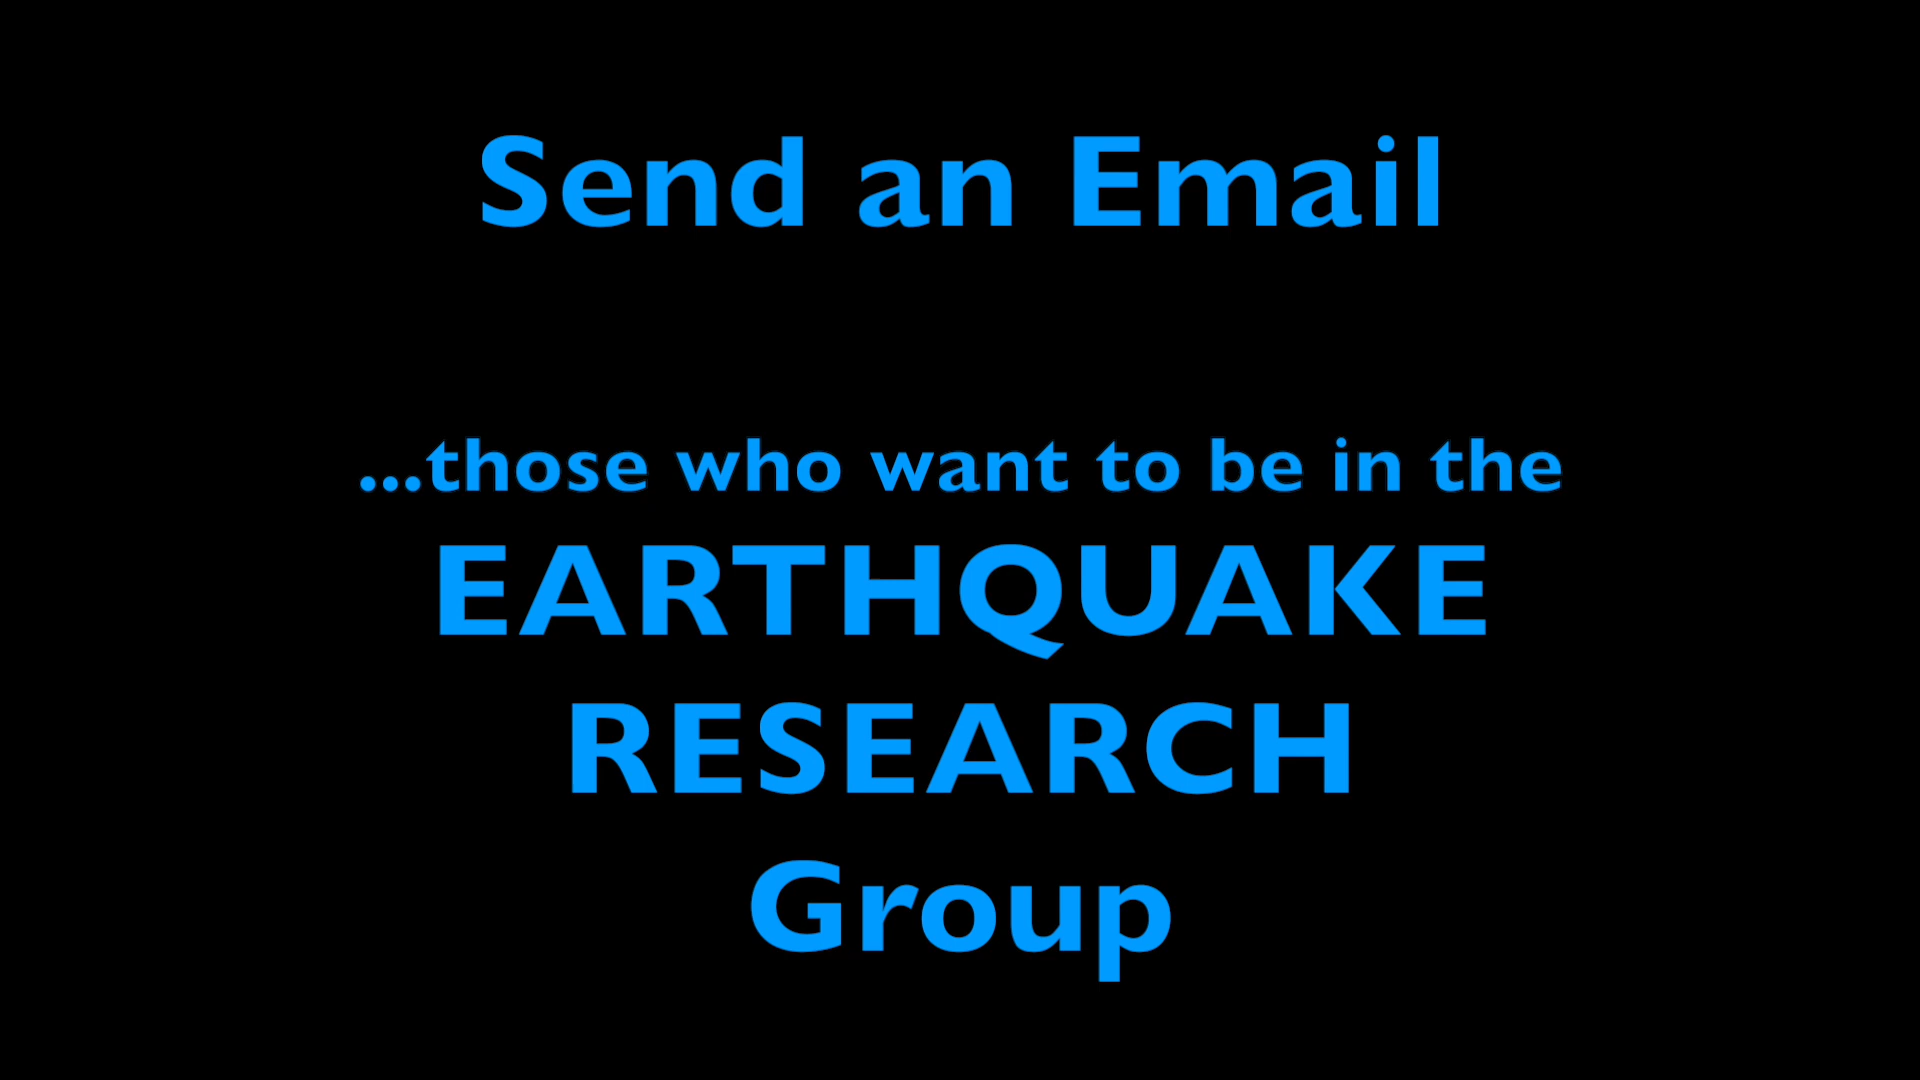 Send an Email
...those who want to be in the
EARTHQUAKE
RESEARCH
Group